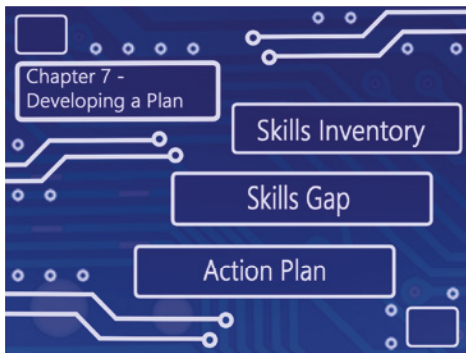 Chapter 7 -
Developing a Plan
Skills Inventory
Skills Gap
Action Plan